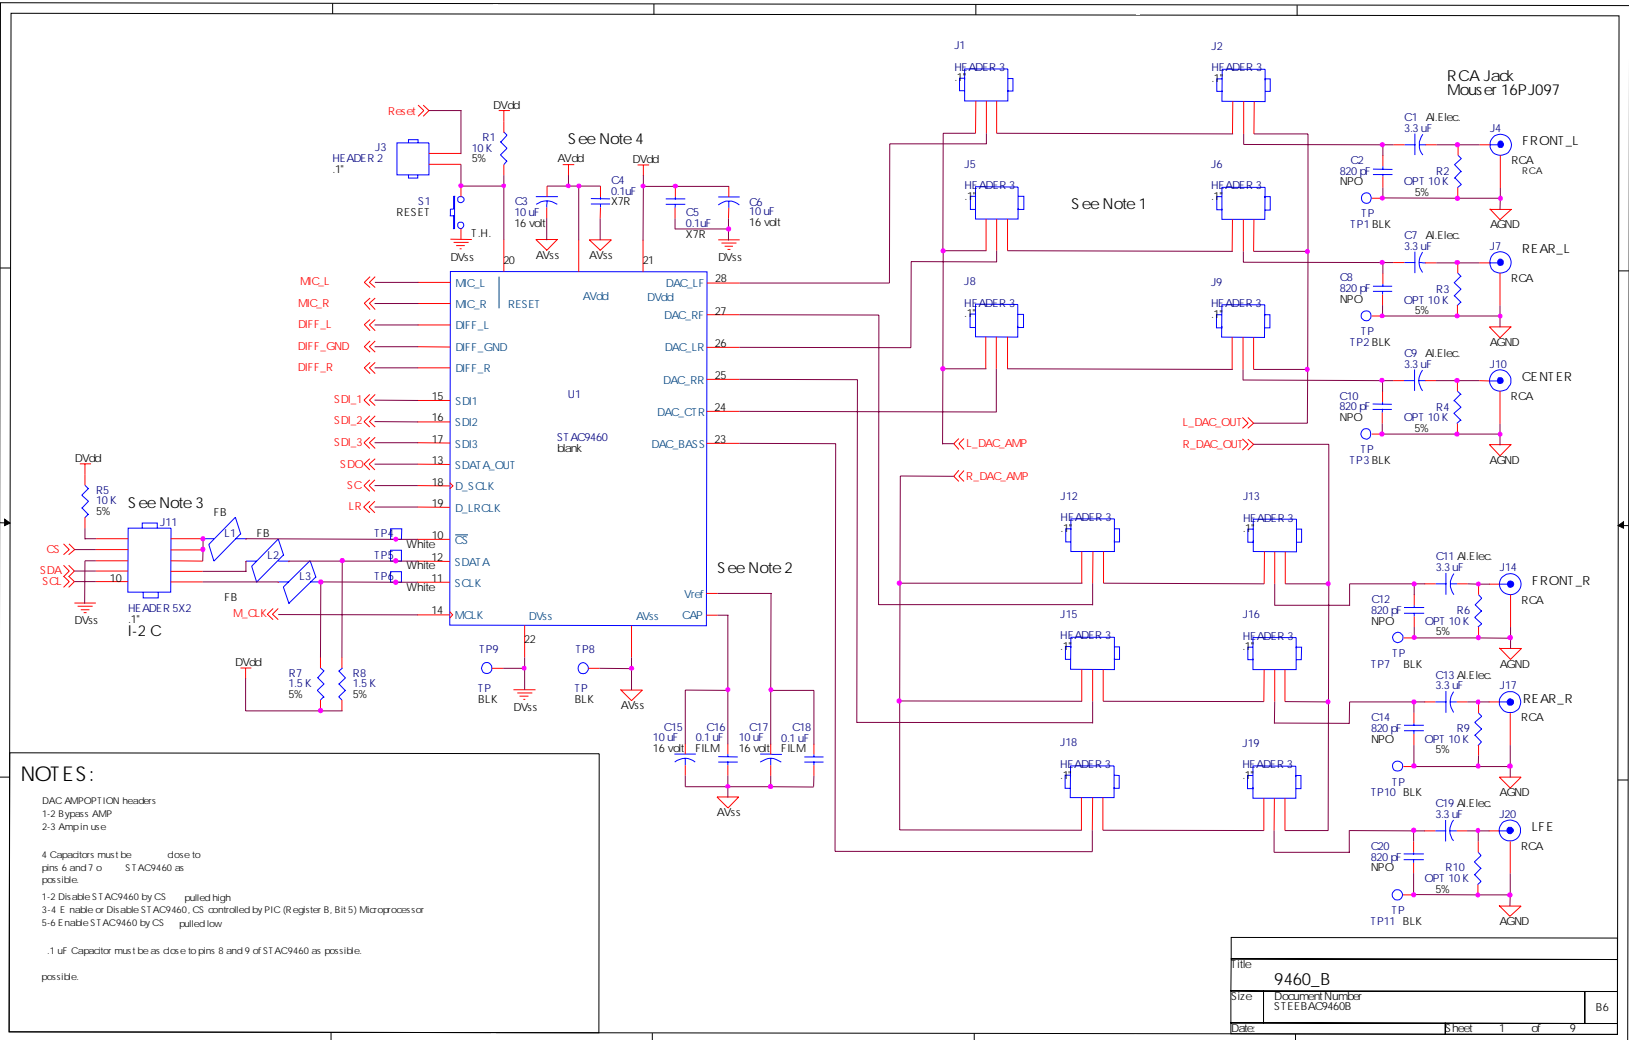 J1
HEADER 3
.1"
J2
HEADER 3
.1"
RCA Jack
Mouser 16PJ097
Reset
DVdd
R1
10 K
5%
J3
HEADER 2
.1"
See Note 4
AVdd
DVdd
C4
0.1uF
X7R
C3
10 uF
16 volt
C5
0.1uF
X7R
C6
10 uF
16 volt
S1
RESET
T.H.
DVss
AVss
AVss
DVss
20
21
C1 Al.Elec.
3.3 uF
J4
FRONT_L
RCA
RCA
C2
820 pF
NPO
R2
OPT 10 K
5%
TP
TP1 BLK
AGND
J5
HEADER 3
.1"
J6
HEADER 3
.1"
See Note 1
C7 Al.Elec.
3.3 uF
J7
REAR_L
RCA
C8
820 pF
NPO
R3
OPT 10 K
5%
TP
TP2 BLK
AGND
J8
HEADER 3
.1"
J9
HEADER 3
.1"
C9 Al.Elec.
3.3 uF
J10
CENTER
RCA
C10
820 pF
NPO
R4
OPT 10 K
5%
TP
TP3 BLK
AGND
MIC_L
MIC_R
DIFF_L
DIFF_GND
DIFF_R
SDI_1
SDI_2
SDI_3
SDO
SC
LR
15
16
17
13
18
19
10
12
11
14
MIC_L
MIC_R
RESET
DIFF_L
DIFF_GND
DIFF_R
SDI1
SDI2
SDI3
SDATA_OUT
D_SCLK
D_LRCLK
CS
SDATA
SCLK
MCLK
AVdd
DVdd
U1
STAC9460
blank
DAC_LF
DAC_RF
DAC_LR
DAC_RR
DAC_CTR
DAC_BASS
Vref
CAP
DVss
AVss
28
27
26
25
24
23
22
L_DAC_OUT
R_DAC_OUT
L_DAC_AMP
R_DAC_AMP
DVdd
R5
10 K
5%
See Note 3
J11
FB
L1
FB
L2
L3
FB
TP4
White
TP5
White
TP6
White
CS
SDA
SCL
10
HEADER 5X2
.1"
I-2 C
DVss
M_CLK
DVdd
R7
1.5 K
5%
R8
1.5 K
5%
TP9
TP
BLK
DVss
TP8
TP
BLK
AVss
See Note 2
C15
10 uF
16 volt
C16
0.1 uF
FILM
C17
10 uF
16 volt
C18
0.1 uF
FILM
AVss
J12
HEADER 3
.1"
J13
HEADER 3
.1"
C11 Al.Elec.
3.3 uF
J14
FRONT_R
RCA
C12
820 pF
NPO
R6
OPT 10 K
5%
TP
TP7 BLK
AGND
J15
HEADER 3
.1"
J16
HEADER 3
.1"
C13 Al.Elec.
3.3 uF
J17
REAR_R
RCA
C14
820 pF
NPO
R9
OPT 10 K
5%
TP
TP10 BLK
AGND
J18
HEADER 3
.1"
J19
HEADER 3
.1"
C19 Al.Elec.
3.3 uF
J20
LFE
RCA
C20
820 pF
NPO
R10
OPT 10 K
5%
TP
TP11 BLK
AGND
NOTES:
DAC AMP OPTION headers
1-2 Bypass AMP
2-3 Amp in use
4 Capacitors must be close to
pins 6 and 7 o STAC9460 as
possible.
1-2 Disable STAC9460 by CS pulled high
3-4 E nable or Disable STAC9460, CS controlled by PIC (Register B, Bit 5) Microprocessor
5-6 Enable STAC9460 by CS pulled low
.1 uF Capacitor must be as close to pins 8 and 9 of STAC9460 as possible.
possible.
Title
9460_B
Size
Document Number
STEEBAC9460B
B6
Date:
Sheet 1 of 9